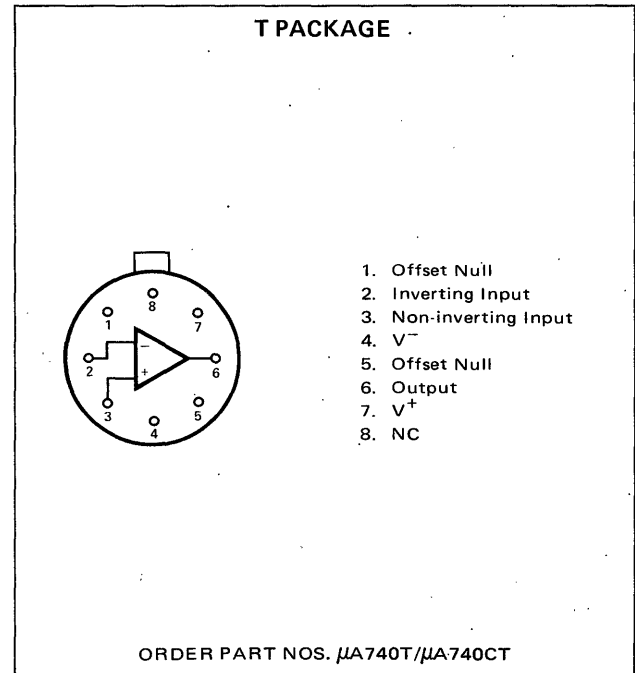 T PACKAGE
8
1
7
2
−
+
6
3
5
4
1. Offset Null
2. Inverting Input
3. Non-inverting Input
4. V−
5. Offset Null
6. Output
7. V+
8. NC
ORDER PART NOS. μA740T/μA740CT